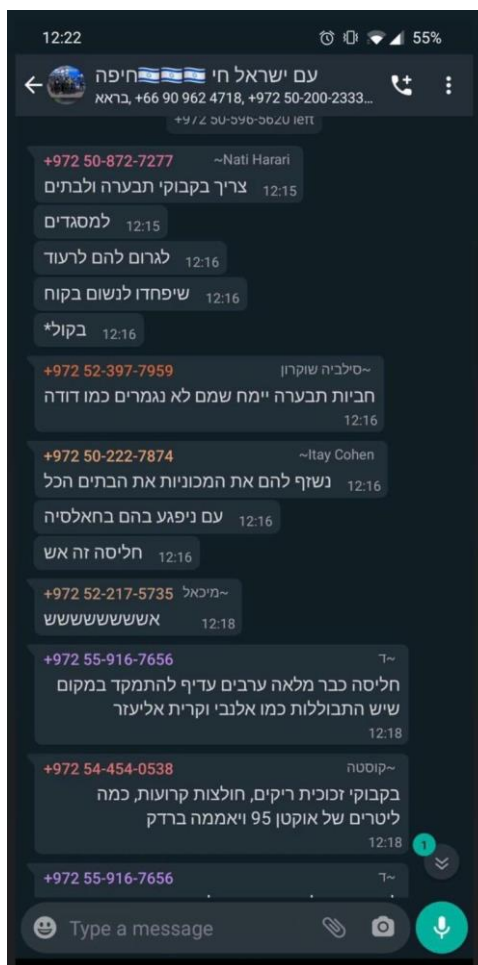 12:22
55%
עם ישראל חי 🇮🇱🇮🇱🇮🇱🇮🇱חיפה
בראא, +66 90 962 4718, +972 50-200-2333...
+972 50-596-5620 left
+972 50-872-7277 ~Nati Harari
צריך בקבוקי תבערה ולבתים 12:15
למסגדים 12:15
לגרום להם לרעוד 12:16
שיפחדו לנשום בקוח 12:16
בקול* 12:16
+972 52-397-7959 ~סילביה שוקרון
חביות תבערה יימח שמם לא נגמרים כמו דודה
12:16
+972 50-222-7874 ~Itay Cohen
נשזף להם את המכוניות את הבתים הכל 12:16
עם ניפגע בהם בחאלסיה 12:16
חליסה זה אש 12:16
+972 52-217-5735 ~מיכאל
אששששששששש 12:18
+972 55-916-7656 ~ד
חליסה כבר מלאה ערבים עדיף להתמקד במקום
שיש התבוללות כמו אלנבי וקרית אליעזר
12:18
+972 54-454-0538 ~קוסטה
בקבוקי זכוכית ריקים, חולצות קרועות, כמה
ליטרים של אוקטן 95 ויאממה ברדק
12:18
1
+972 55-916-7656 ~ד
Type a message